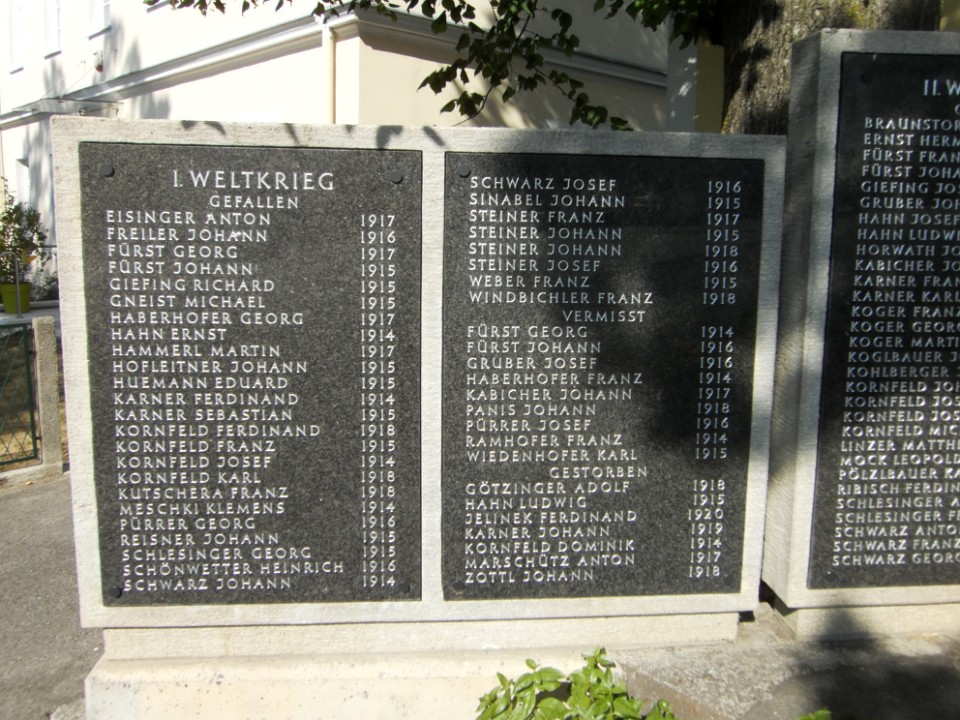 I. WELTKRIEG
GEFALLEN
EISINGER ANTON 1917
FREILER JOHANN 1916
FÜRST GEORG 1917
FÜRST JOHANN 1915
GIEFING RICHARD 1915
GNEIST MICHAEL 1915
HABERHOFER GEORG 1917
HAHN ERNST 1914
HAMMERL MARTIN 1917
HOFLEITNER JOHANN 1915
HUEMANN EDUARD 1915
KARNER FERDINAND 1914
KARNER SEBASTIAN 1915
KORNFELD FERDINAND 1918
KORNFELD FRANZ 1915
KORNFELD JOSEF 1914
KORNFELD KARL 1918
KUTSCHERA FRANZ 1918
MESCHKI KLEMENS 1914
PÜRRER GEORG 1916
REISNER JOHANN 1915
SCHLESINGER GEORG 1915
SCHÖNWETTER HEINRICH 1916
SCHWARZ JOHANN 1914
SCHWARZ JOSEF 1916
SINABEL JOHANN 1915
STEINER FRANZ 1917
STEINER JOHANN 1915
STEINER JOHANN 1918
STEINER JOSEF 1916
WEBER FRANZ 1915
WINDBICHLER FRANZ 1918
VERMISST
FÜRST GEORG 1914
FÜRST JOHANN 1916
GRUBER JOSEF 1916
HABERHOFER FRANZ 1914
KABICHER JOHANN 1917
PANIS JOHANN 1918
PÜRRER JOSEF 1916
RAMHOFER FRANZ 1914
WIEDENHOFER KARL 1915
GESTORBEN
GÖTZINGER ADOLF 1918
HAHN LUDWIG 1915
JELINEK FERDINAND 1920
KARNER JOHANN 1919
KORNFELD DOMINIK 1914
MARSCHÜTZ ANTON 1917
ZOTTL JOHANN 1918
II. W
BRAUNSTOR
ERNST HERM
FÜRST FRAN
FÜRST JOHA
GIEFING JOS
GRUBER JOH
HAHN JOSEF
HAHN LUDWI
HORWATH JO
KABICHER JO
KARNER FRAN
KARNER KARL
KOGER FRANZ
KOGER GEORG
KOGER MARTI
KOGLBAUER J
KOHLBERGER
KORNFELD JOH
KORNFELD JOS
KORNFELD JOS
KORNFELD MIC
LINZER MATTH
MOCK LEOPOLD
PÖLZLBAUER KA
RIBISCH FERDIN
SCHLESINGER A
SCHLESINGER F
SCHWARZ ANTO
SCHWARZ FRANZ
SCHWARZ GEORG